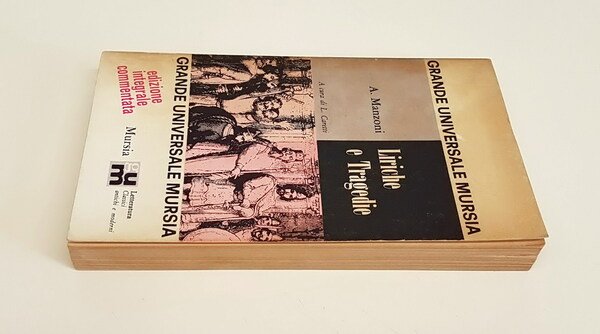 GRANDE UNIVERSALE MURSIA
A. Manzoni
Liriche
e Tragedie
A cura di L. Caretti
GRANDE UNIVERSALE MURSIA
edizione
integrale
commentata
Mursia
GUM
Letteratura
Classici
antichi e moderni